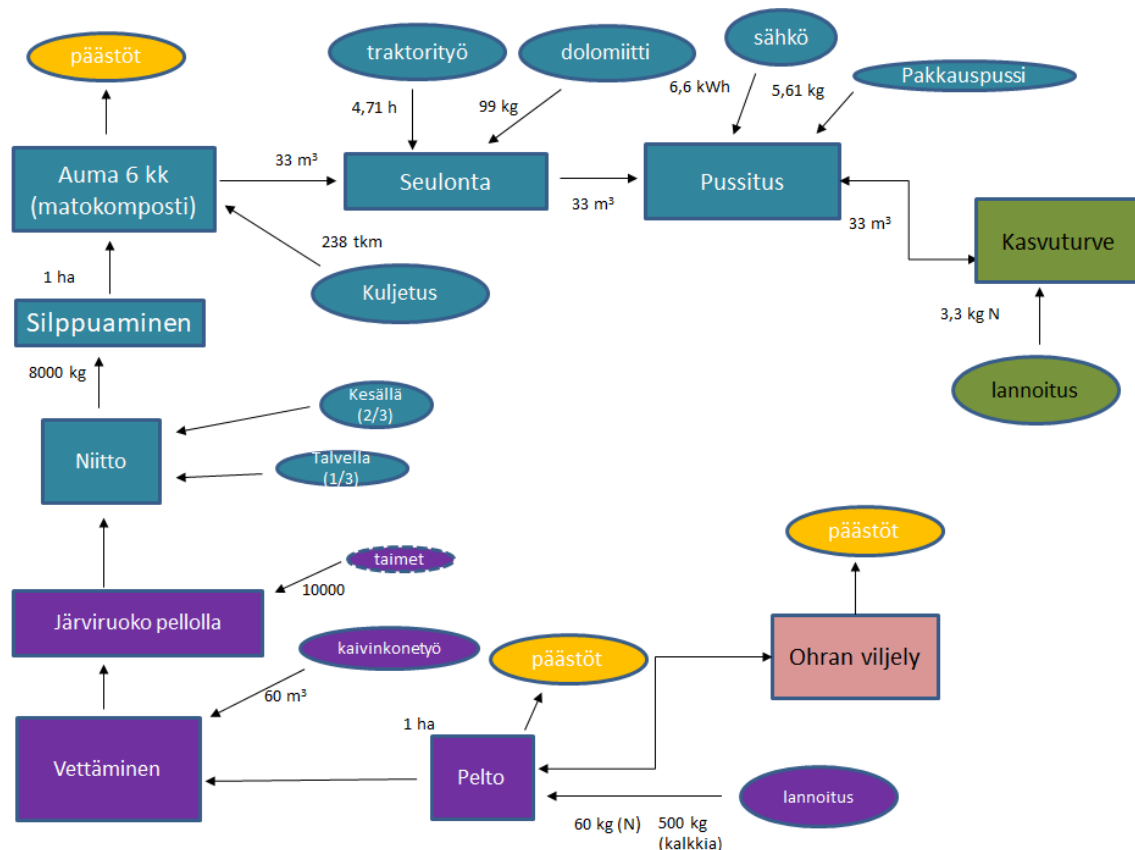 päästöt
traktorityö
dolomiitti
sähkö
Pakkauspussi
4,71 h
99 kg
6,6 kWh
5,61 kg
Auma 6 kk
(matokomposti)
33 m³
Seulonta
33 m³
Pussitus
33 m³
Kasvuturve
238 tkm
Kuljetus
1 ha
Silppuaminen
3,3 kg N
lannoitus
8000 kg
Kesällä
(2/3)
Niitto
Talvella
(1/3)
päästöt
taimet
10000
Järviruoko pellolla
kaivinkonetyö
päästöt
Ohran viljely
60 m³
1 ha
Vettäminen
Pelto
lannoitus
60 kg (N)
500 kg
(kalkkia)